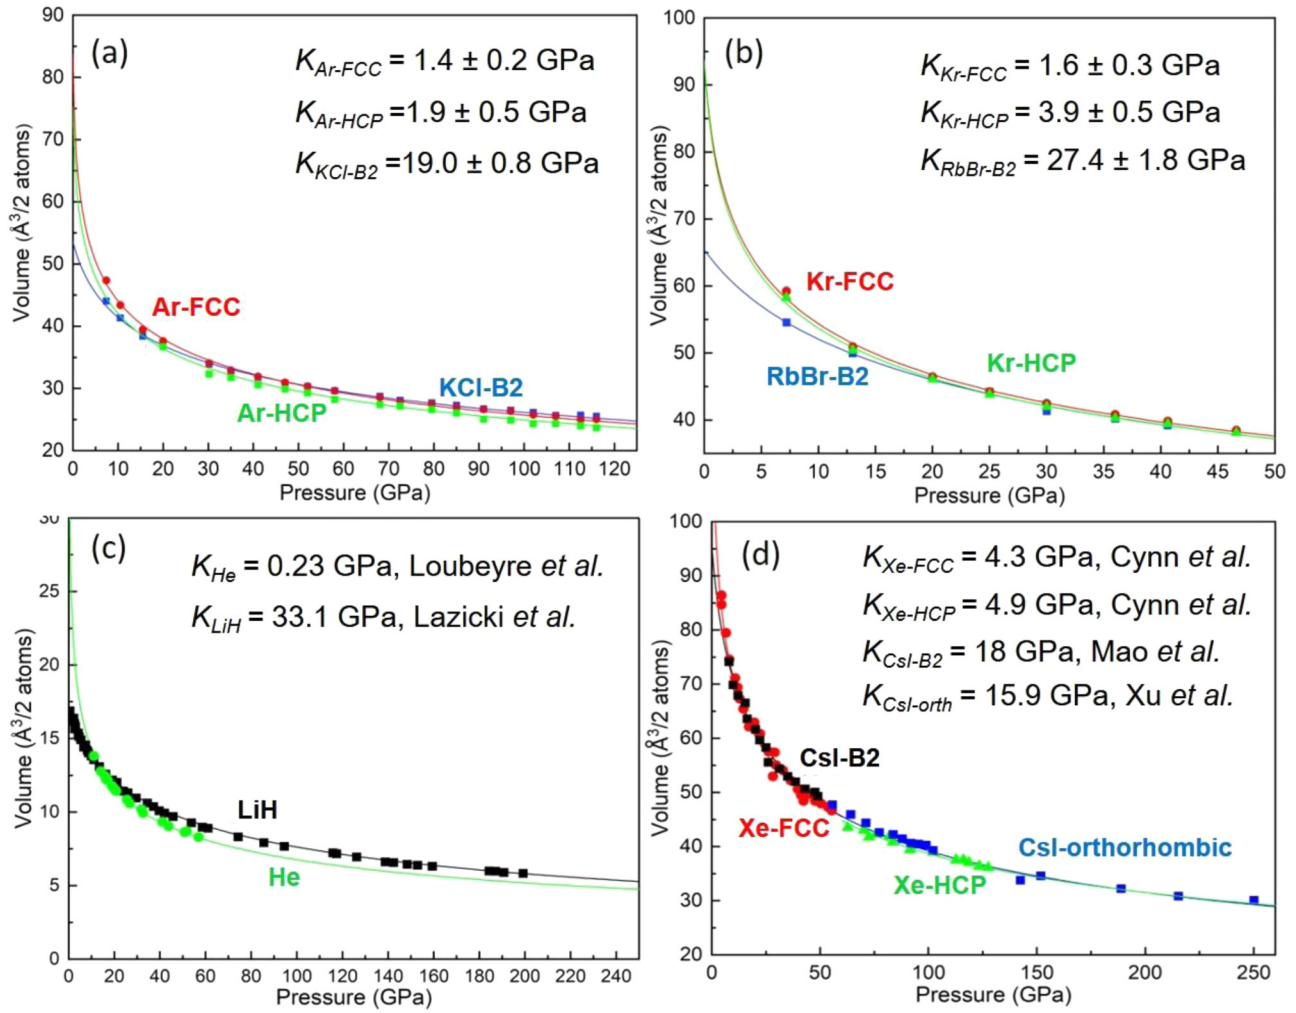 (a)
K_Ar-FCC = 1.4 ± 0.2 GPa
K_Ar-HCP =1.9 ± 0.5 GPa
K_KCl-B2 =19.0 ± 0.8 GPa
Ar-FCC
KCl-B2
Ar-HCP
90
80
70
60
50
40
30
20
Volume (Å³/2 atoms)
0 10 20 30 40 50 60 70 80 90 100 110 120
Pressure (GPa)
(b)
K_Kr-FCC = 1.6 ± 0.3 GPa
K_Kr-HCP = 3.9 ± 0.5 GPa
K_RbBr-B2 = 27.4 ± 1.8 GPa
Kr-FCC
Kr-HCP
RbBr-B2
100
90
80
70
60
50
40
Volume (Å³/2 atoms)
0 5 10 15 20 25 30 35 40 45 50
Pressure (GPa)
(c)
K_He = 0.23 GPa, Loubeyre et al.
K_LiH = 33.1 GPa, Lazicki et al.
LiH
He
30
25
20
15
10
5
0
Volume (Å³/2 atoms)
0 20 40 60 80 100 120 140 160 180 200 220 240
Pressure (GPa)
(d)
K_Xe-FCC = 4.3 GPa, Cynn et al.
K_Xe-HCP = 4.9 GPa, Cynn et al.
K_CsI-B2 = 18 GPa, Mao et al.
K_CsI-orth = 15.9 GPa, Xu et al.
CsI-B2
Xe-FCC
CsI-orthorhombic
Xe-HCP
100
90
80
70
60
50
40
30
20
Volume (Å³/2 atoms)
0 50 100 150 200 250
Pressure (GPa)